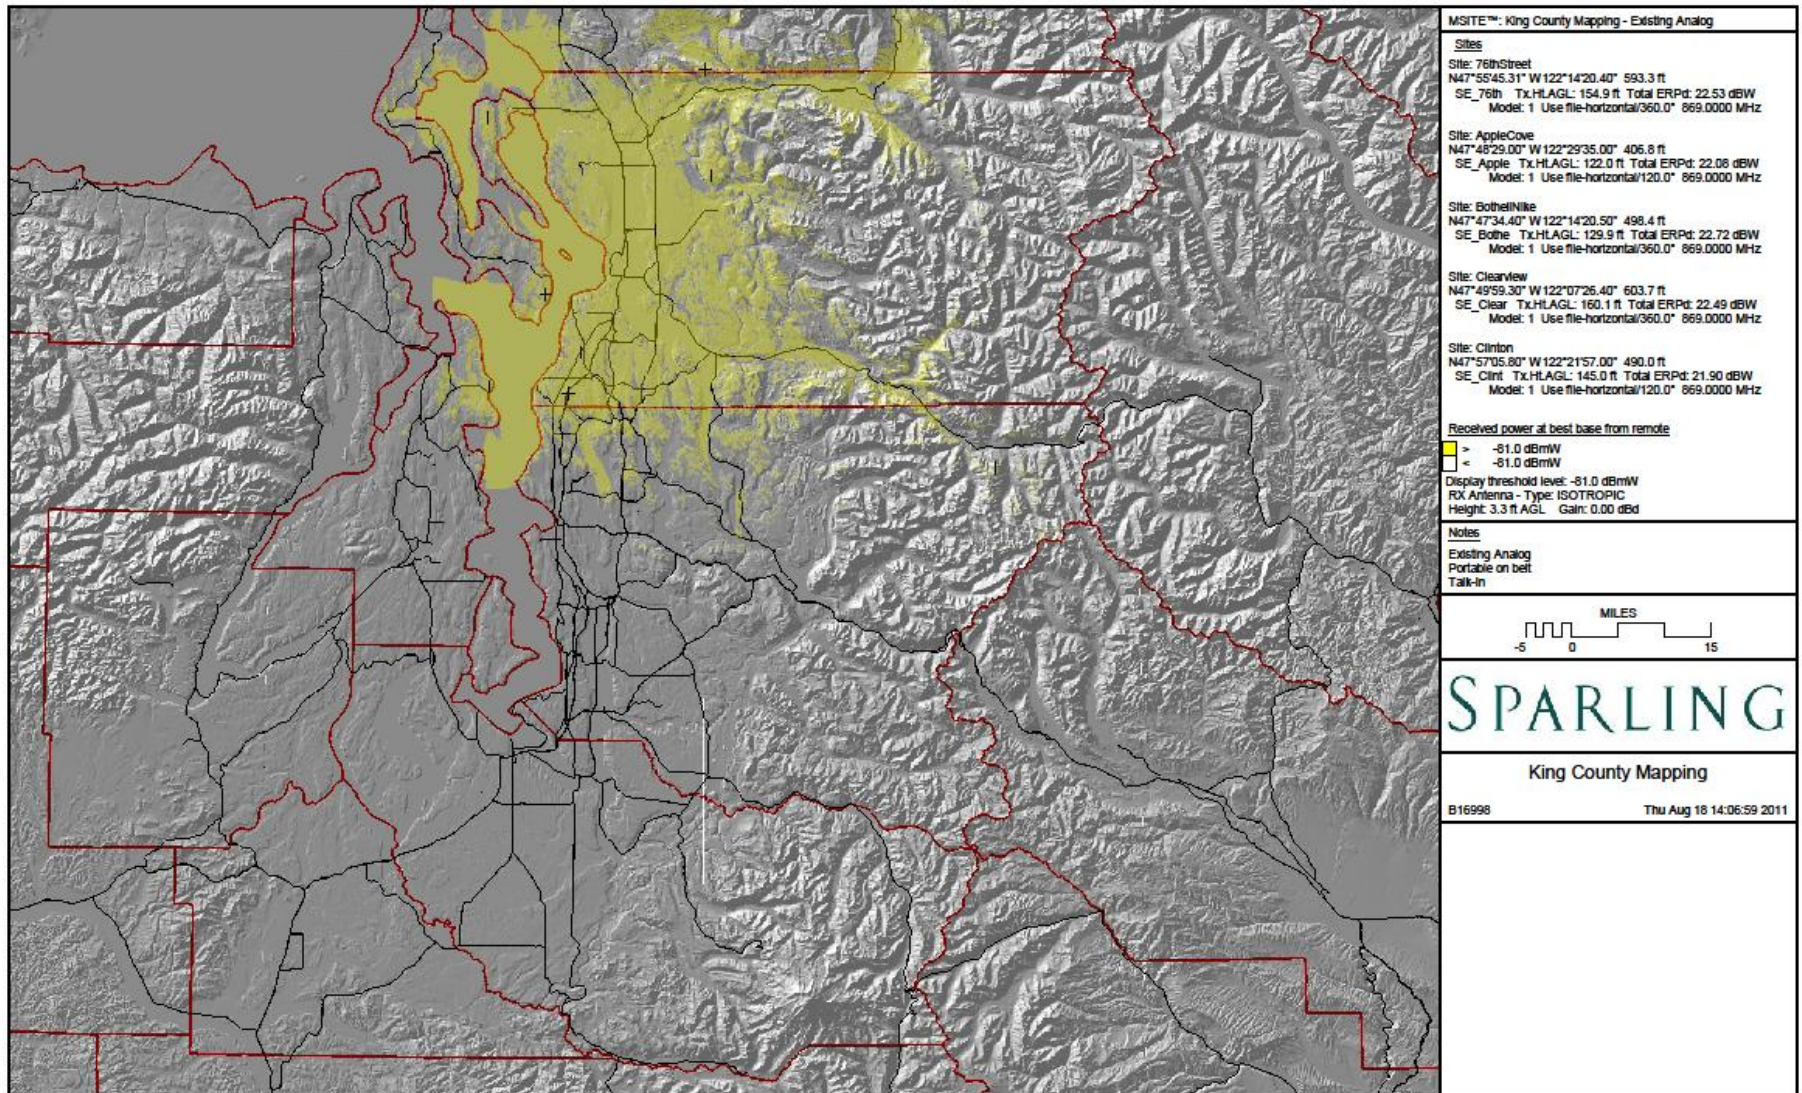 MSITE™: King County Mapping - Existing Analog
Sites
Site: 76thStreet
N47°55'45.31" W 122°14'20.40" 593.3 ft
SE_76th Tx.Ht.AGL: 154.9 ft Total ERPd: 22.53 dBW
Model: 1 Use file-horizontal/360.0° 869.0000 MHz
Site: AppleCove
N47°48'29.00" W 122°29'35.00" 406.8 ft
SE_Apple Tx.Ht.AGL: 122.0 ft Total ERPd: 22.08 dBW
Model: 1 Use file-horizontal/120.0° 869.0000 MHz
Site: BothellNike
N47°47'34.40" W 122°14'20.50" 498.4 ft
SE_Bothe Tx.Ht.AGL: 129.9 ft Total ERPd: 22.72 dBW
Model: 1 Use file-horizontal/360.0° 869.0000 MHz
Site: Clearview
N47°49'59.30" W 122°07'26.40" 603.7 ft
SE_Clear Tx.Ht.AGL: 160.1 ft Total ERPd: 22.49 dBW
Model: 1 Use file-horizontal/360.0° 869.0000 MHz
Site: Clinton
N47°57'05.80" W 122°21'57.00" 490.0 ft
SE_Clint Tx.Ht.AGL: 145.0 ft Total ERPd: 21.90 dBW
Model: 1 Use file-horizontal/120.0° 869.0000 MHz
Received power at best base from remote
> -81.0 dBmW
< -81.0 dBmW
Display threshold level: -81.0 dBmW
RX Antenna - Type: ISOTROPIC
Height: 3.3 ft AGL Gain: 0.00 dBd
Notes
Existing Analog
Portable on belt
Talk-in
MILES
-5 0 15
SPARLING
King County Mapping
B16998 Thu Aug 18 14:06:59 2011